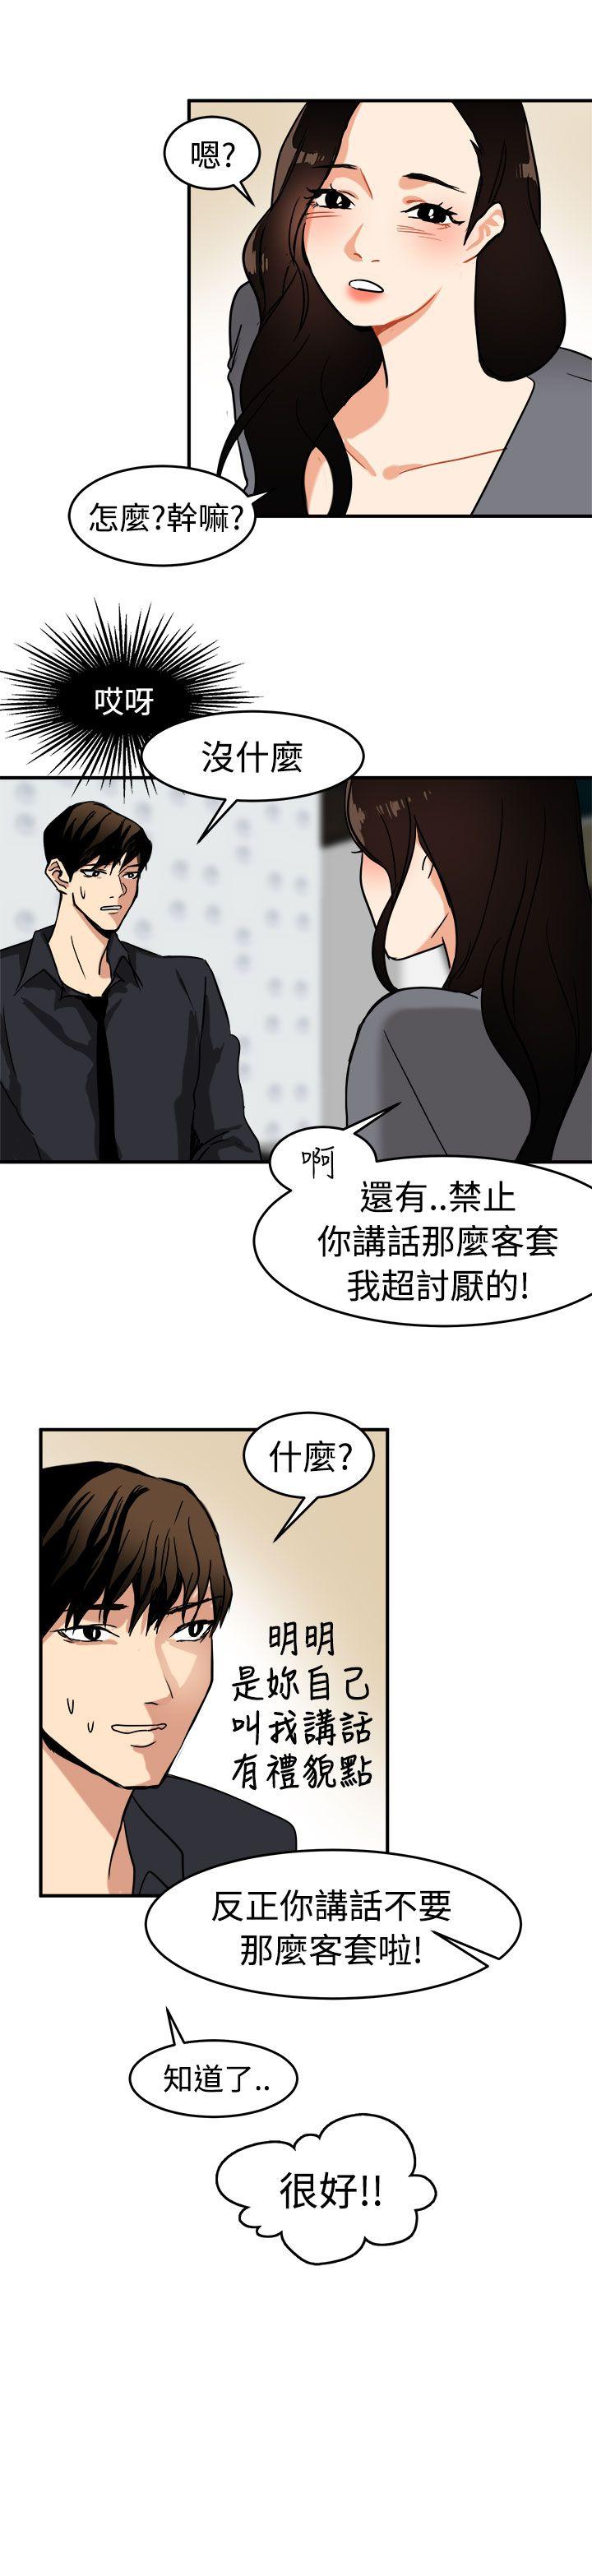 嗯?
怎麼?幹嘛?
哎呀
沒什麼
啊
還有..禁止
你講話那麼客套
我超討厭的!
什麼?
明明
是妳自己
叫我講話
有禮貌點
反正你講話不要
那麼客套啦!
知道了..
很好!!